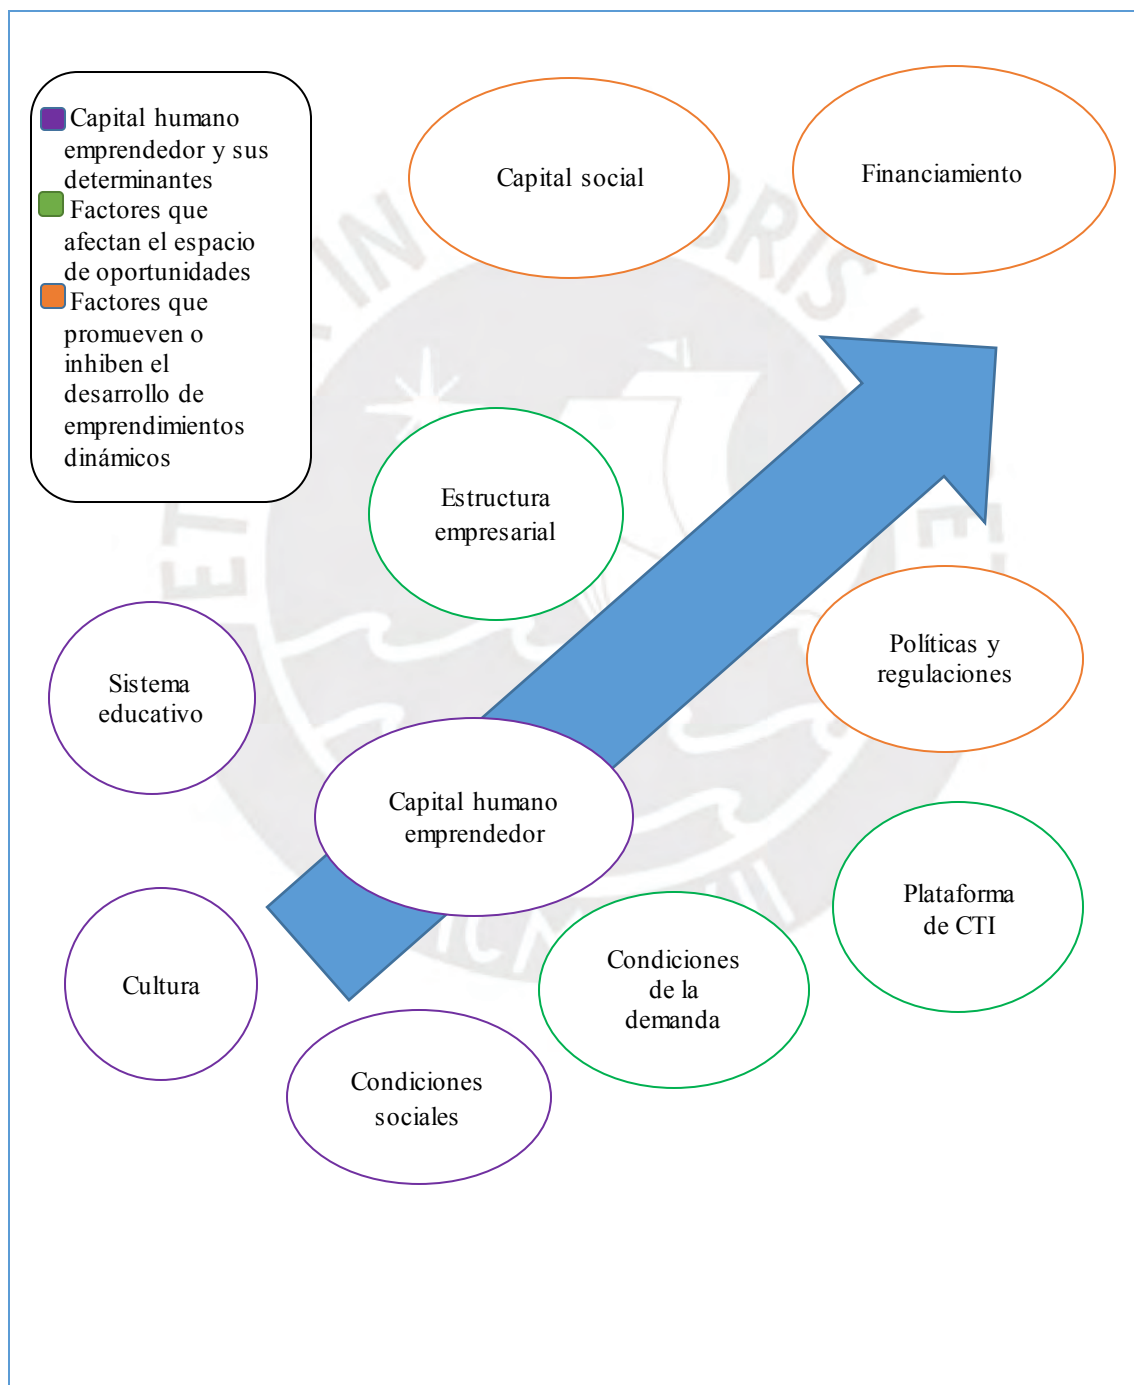 Capital humano
emprendedor y sus
determinantes
Factores que
afectan el espacio
de oportunidades
Factores que
promueven o
inhiben el
desarrollo de
emprendimientos
dinámicos
Capital social
Financiamiento
Estructura
empresarial
Políticas y
regulaciones
Sistema
educativo
Capital humano
emprendedor
Plataforma
de CTI
Condiciones
de la
demanda
Cultura
Condiciones
sociales